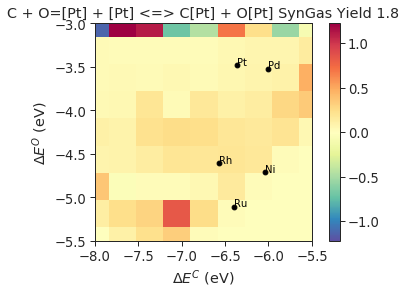 C + O=[Pt] + [Pt] <=> C[Pt] + O[Pt] SynGas Yield 1.8
−3.0
−3.5
−4.0
−4.5
−5.0
−5.5
ΔE^O (eV)
Pt
Pd
Rh
Ni
Ru
−8.0 −7.5 −7.0 −6.5 −6.0 −5.5
ΔE^C (eV)
1.0
0.5
0.0
−0.5
−1.0